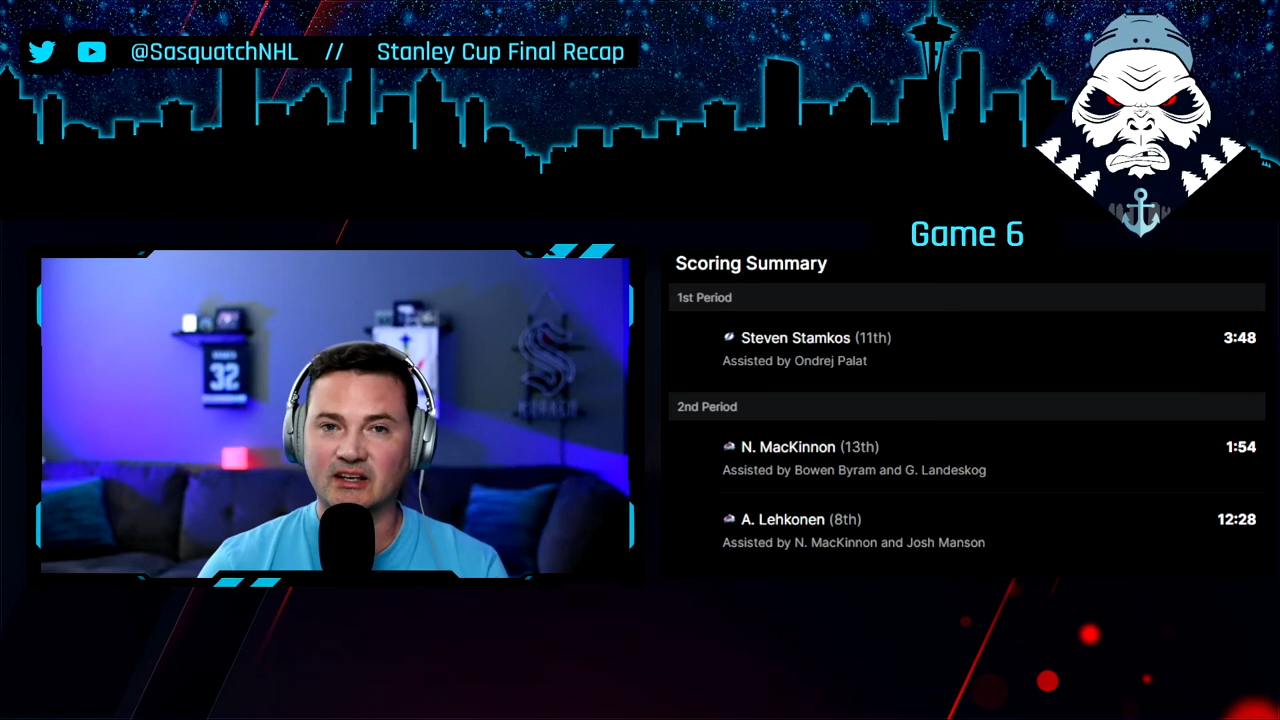 @SasquatchNHL // Stanley Cup Final Recap
Game 6
Scoring Summary
1st Period
Steven Stamkos (11th) 3:48
Assisted by Ondrej Palat
2nd Period
N. MacKinnon (13th) 1:54
Assisted by Bowen Byram and G. Landeskog
A. Lehkonen (8th) 12:28
Assisted by N. MacKinnon and Josh Manson
32